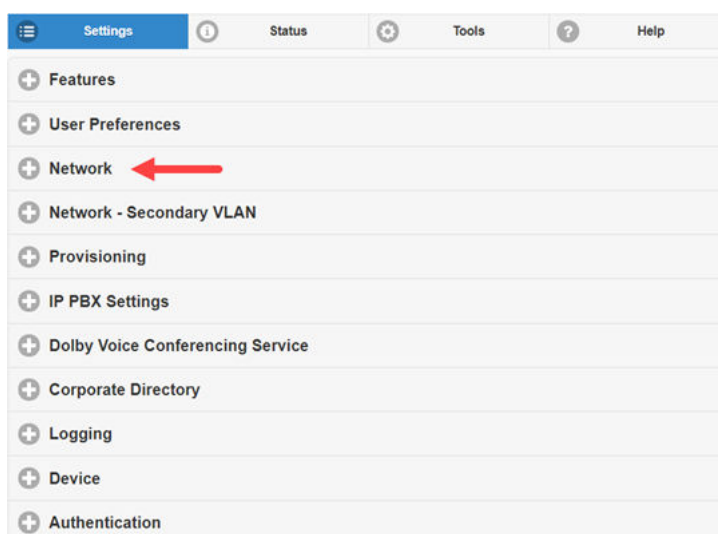 Settings Status Tools Help
Features
User Preferences
Network
Network - Secondary VLAN
Provisioning
IP PBX Settings
Dolby Voice Conferencing Service
Corporate Directory
Logging
Device
Authentication